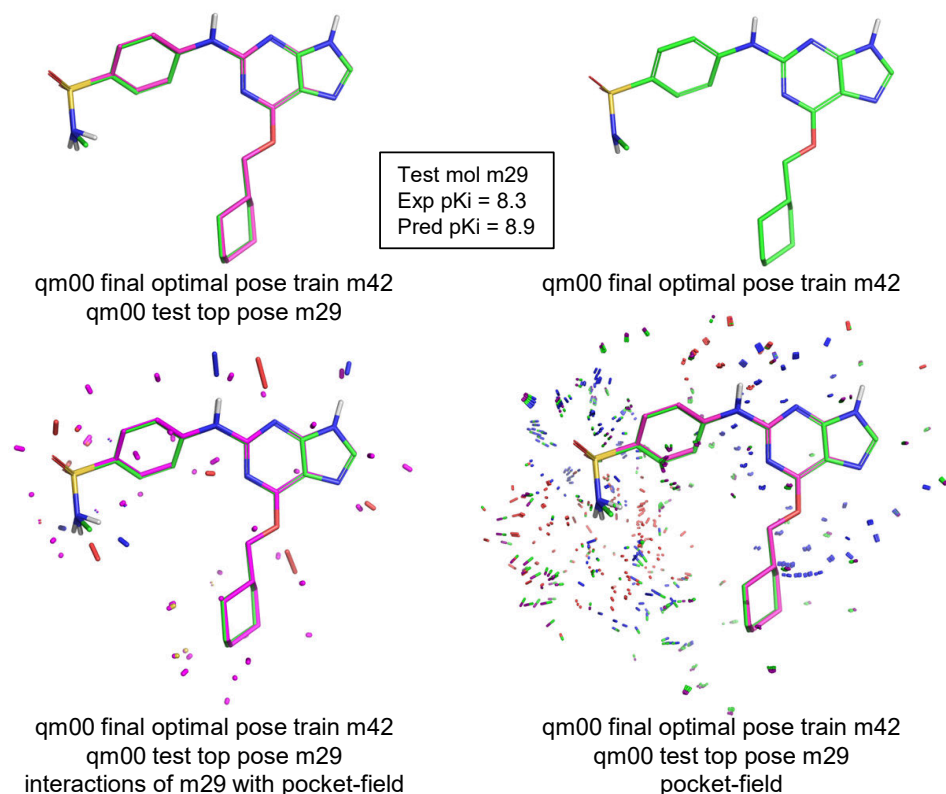 Test mol m29
Exp pKi = 8.3
Pred pKi = 8.9
qm00 final optimal pose train m42
qm00 test top pose m29
qm00 final optimal pose train m42
qm00 final optimal pose train m42
qm00 test top pose m29
interactions of m29 with pocket-field
qm00 final optimal pose train m42
qm00 test top pose m29
pocket-field